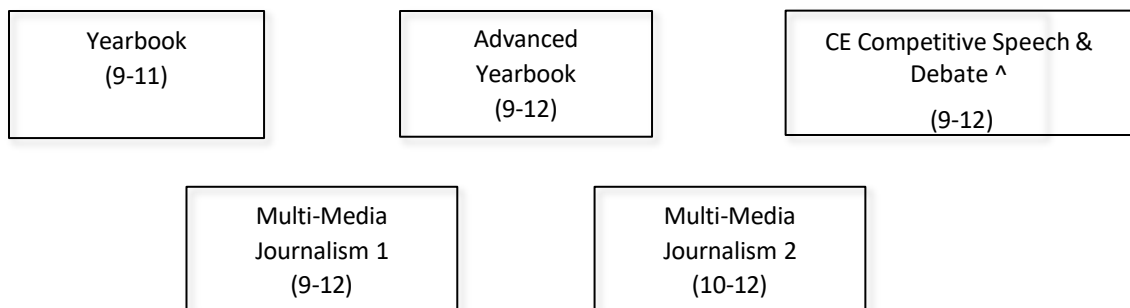 Yearbook
(9-11)
Advanced
Yearbook
(9-12)
CE Competitive Speech &
Debate ^
(9-12)
Multi-Media
Journalism 1
(9-12)
Multi-Media
Journalism 2
(10-12)